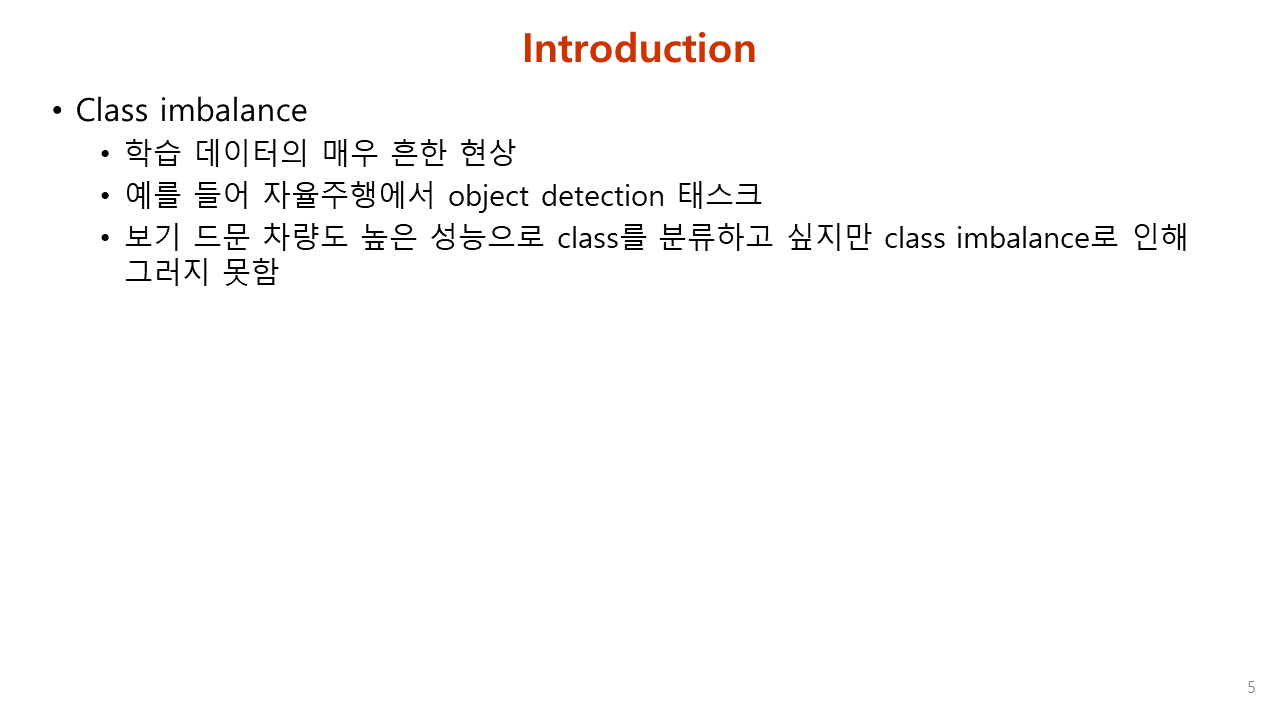 Introduction
• Class imbalance
• 학습 데이터의 매우 흔한 현상
• 예를 들어 자율주행에서 object detection 태스크
• 보기 드문 차량도 높은 성능으로 class를 분류하고 싶지만 class imbalance로 인해
그러지 못함
5